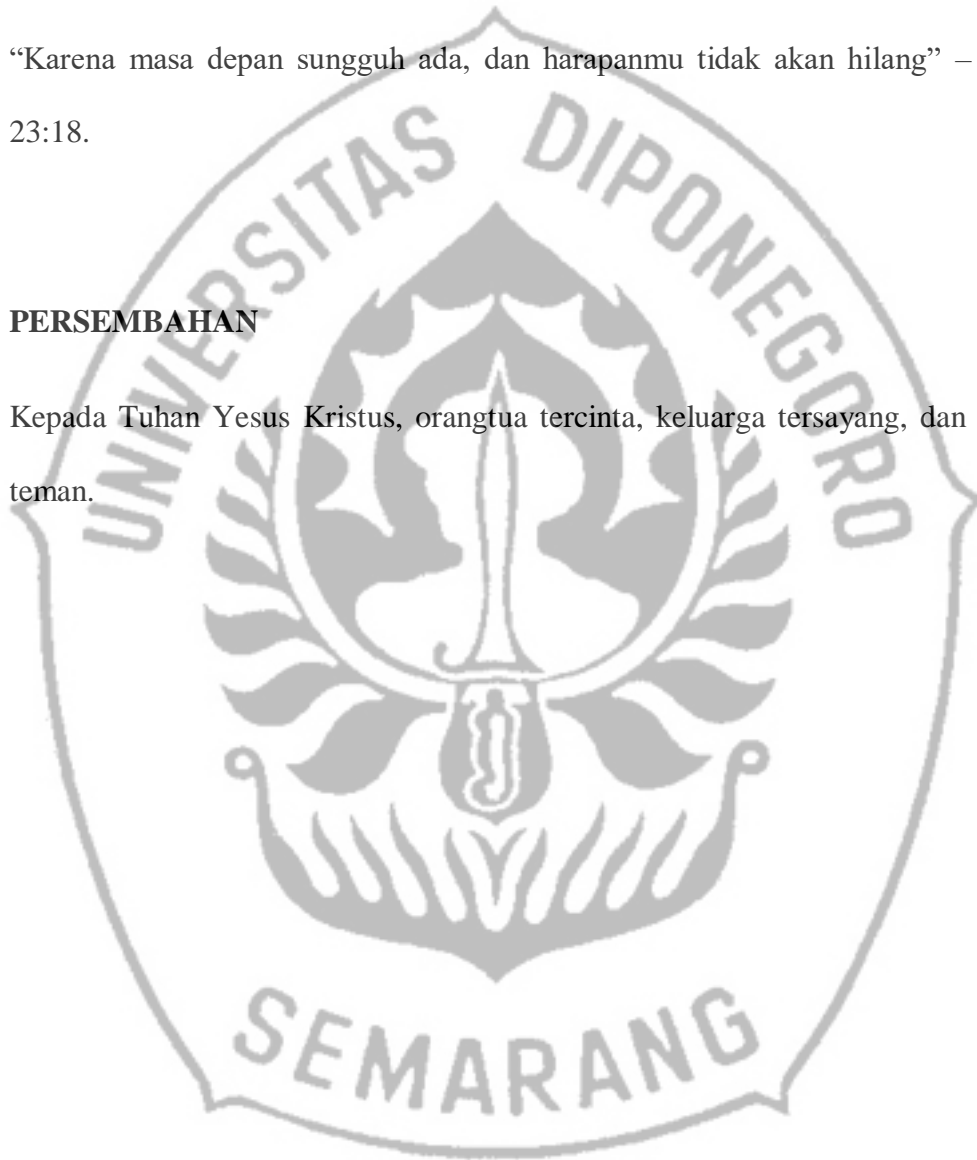 “Karena masa depan sungguh ada, dan harapanmu tidak akan hilang” –
23:18.
UNIVERSITAS DIPONEGORO
PERSEMBAHAN
Kepada Tuhan Yesus Kristus, orangtua tercinta, keluarga tersayang, dan
teman.
SEMARANG